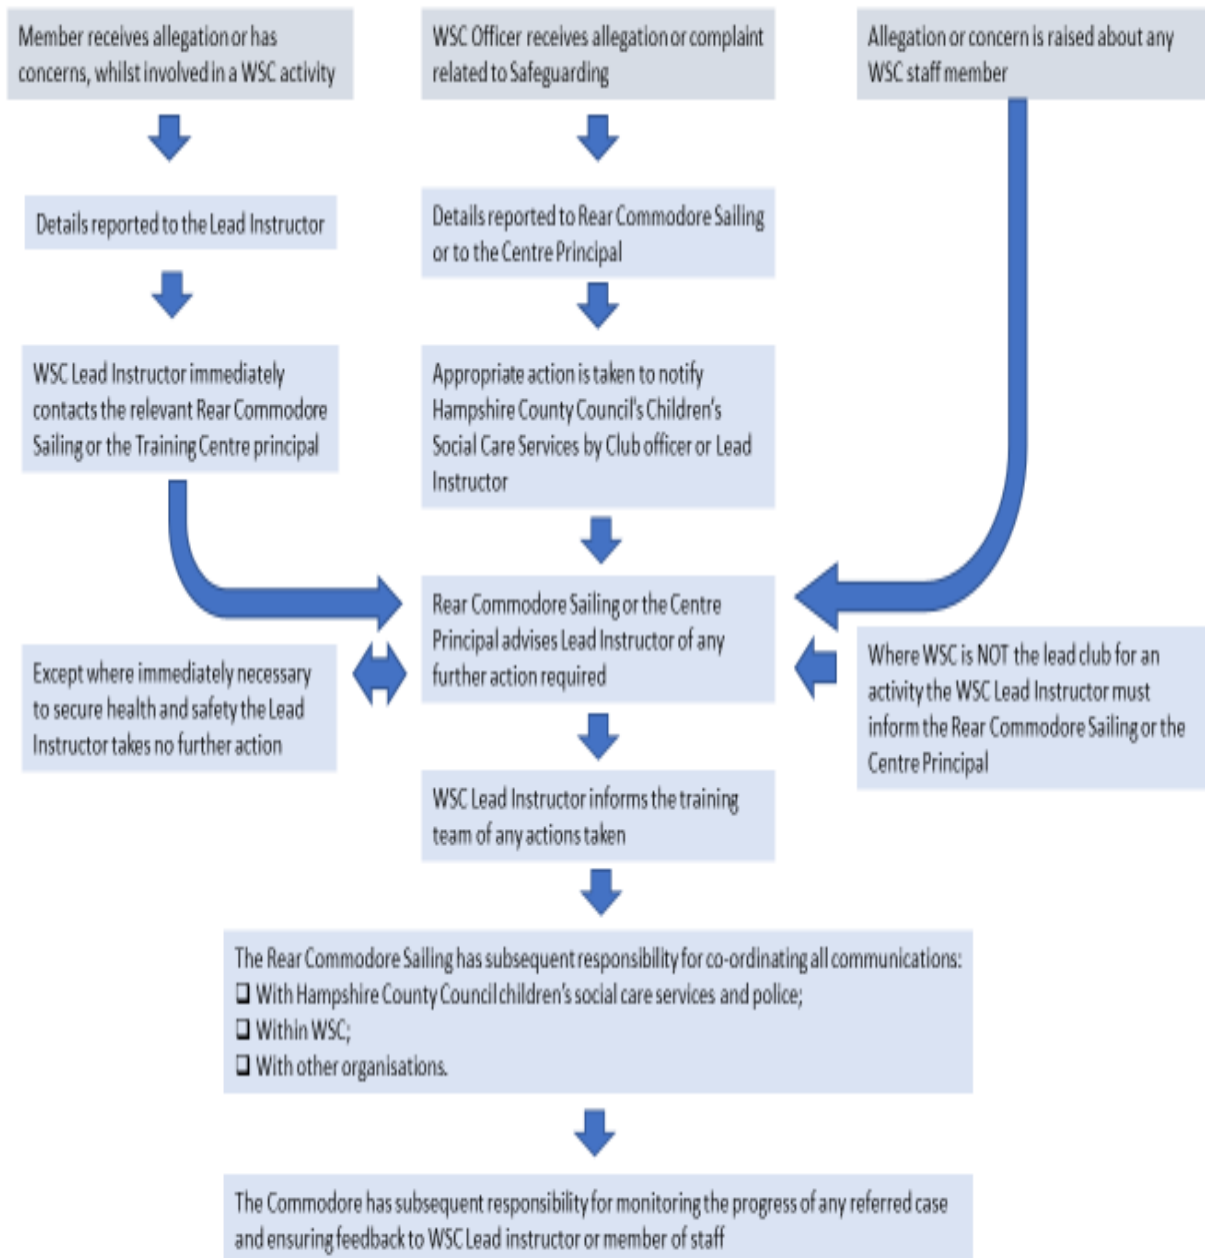 Member receives allegation or has
concerns, whilst involved in a WSC activity
WSC Officer receives allegation or complaint
related to Safeguarding
Allegation or concern is raised about any
WSC staff member
Details reported to the Lead Instructor
Details reported to Rear Commodore Sailing
or to the Centre Principal
WSC Lead Instructor immediately
contacts the relevant Rear Commodore
Sailing or the Training Centre principal
Appropriate action is taken to notify
Hampshire County Council's Children's
Social Care Services by Club officer or Lead
Instructor
Rear Commodore Sailing or the Centre
Principal advises Lead Instructor of any
further action required
Except where immediately necessary
to secure health and safety the Lead
Instructor takes no further action
Where WSC is NOT the lead club for an
activity the WSC Lead Instructor must
inform the Rear Commodore Sailing or the
Centre Principal
WSC Lead Instructor informs the training
team of any actions taken
The Rear Commodore Sailing has subsequent responsibility for co-ordinating all communications:
❑ With Hampshire County Council children's social care services and police;
❑ Within WSC;
❑ With other organisations.
The Commodore has subsequent responsibility for monitoring the progress of any referred case
and ensuring feedback to WSC Lead instructor or member of staff